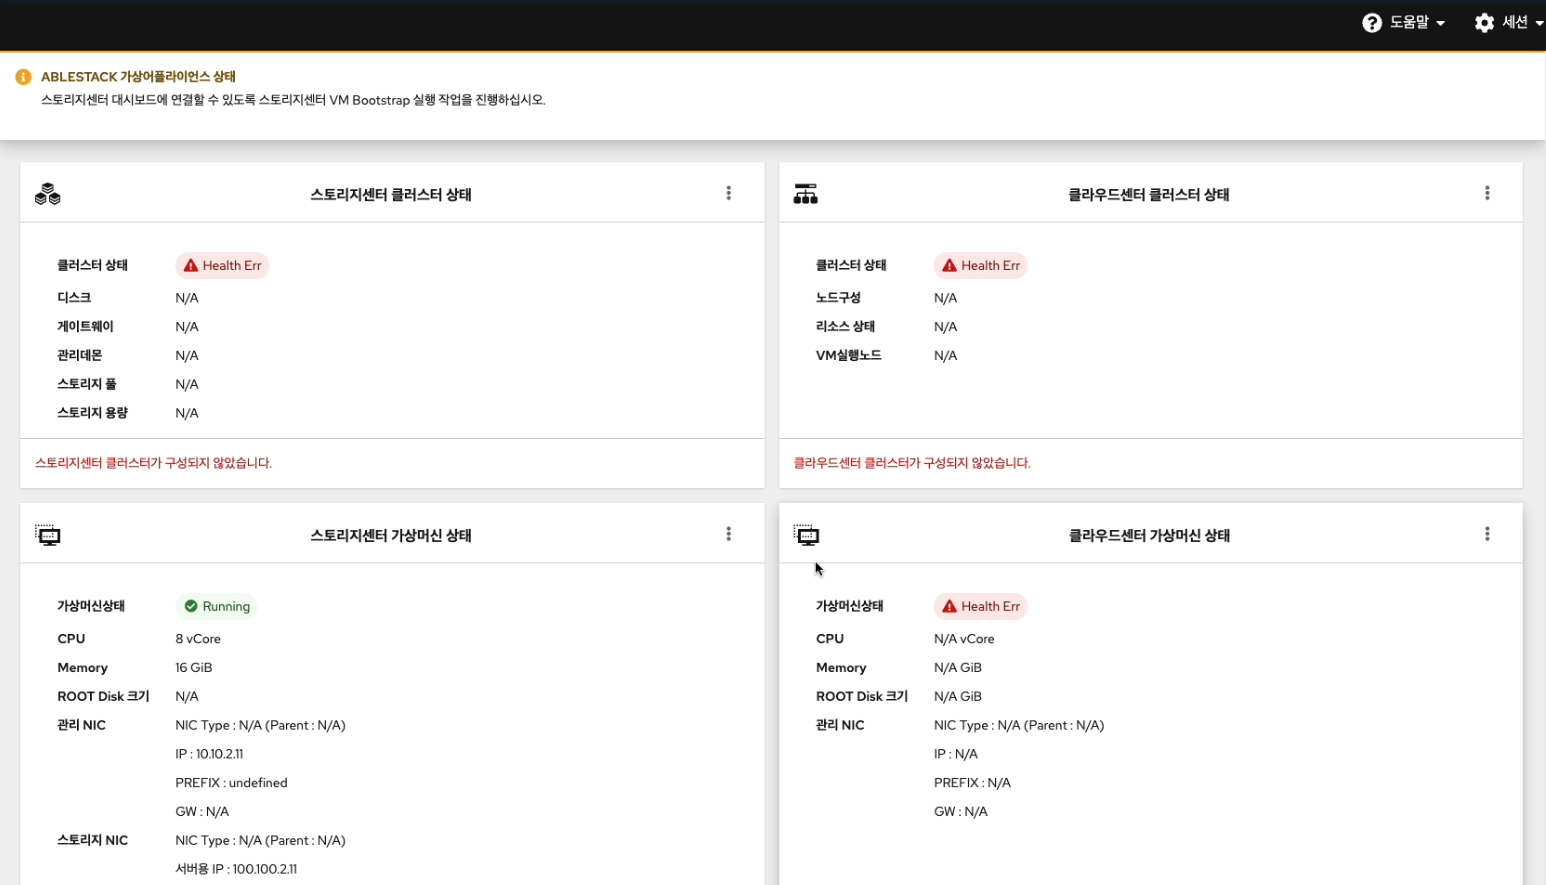 도움말
세션
ABLESTACK 가상어플라이언스 상태
스토리지센터 대시보드에 연결할 수 있도록 스토리지센터 VM Bootstrap 실행 작업을 진행하십시오.
스토리지센터 클러스터 상태
클러스터 상태 Health Err
디스크 N/A
게이트웨이 N/A
관리데몬 N/A
스토리지 풀 N/A
스토리지 용량 N/A
스토리지센터 클러스터가 구성되지 않았습니다.
클라우드센터 클러스터 상태
클러스터 상태 Health Err
노드구성 N/A
리소스 상태 N/A
VM실행노드 N/A
클라우드센터 클러스터가 구성되지 않았습니다.
스토리지센터 가상머신 상태
가상머신상태 Running
CPU 8 vCore
Memory 16 GiB
ROOT Disk 크기 N/A
관리 NIC NIC Type : N/A (Parent : N/A)
IP : 10.10.2.11
PREFIX : undefined
GW : N/A
스토리지 NIC NIC Type : N/A (Parent : N/A)
서버용 IP : 100.100.2.11
클라우드센터 가상머신 상태
가상머신상태 Health Err
CPU N/A vCore
Memory N/A GiB
ROOT Disk 크기 N/A GiB
관리 NIC NIC Type : N/A (Parent : N/A)
IP : N/A
PREFIX : N/A
GW : N/A